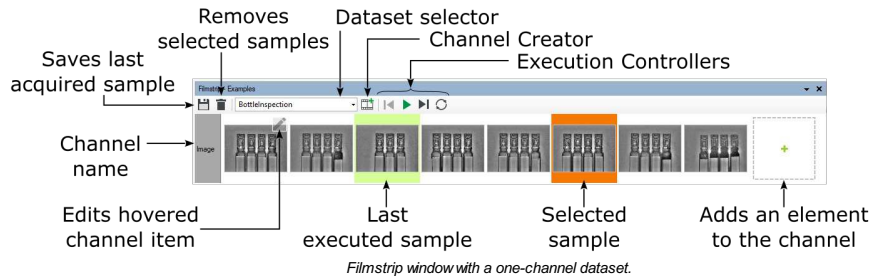 Removes
selected samples
Dataset selector
Channel Creator
Execution Controllers
Saves last
acquired sample
Filmstrip Examples
BottleInspection
Channel
name
Image
Edits hovered
channel item
Last
executed sample
Selected
sample
Adds an element
to the channel
Filmstrip window with a one-channel dataset.